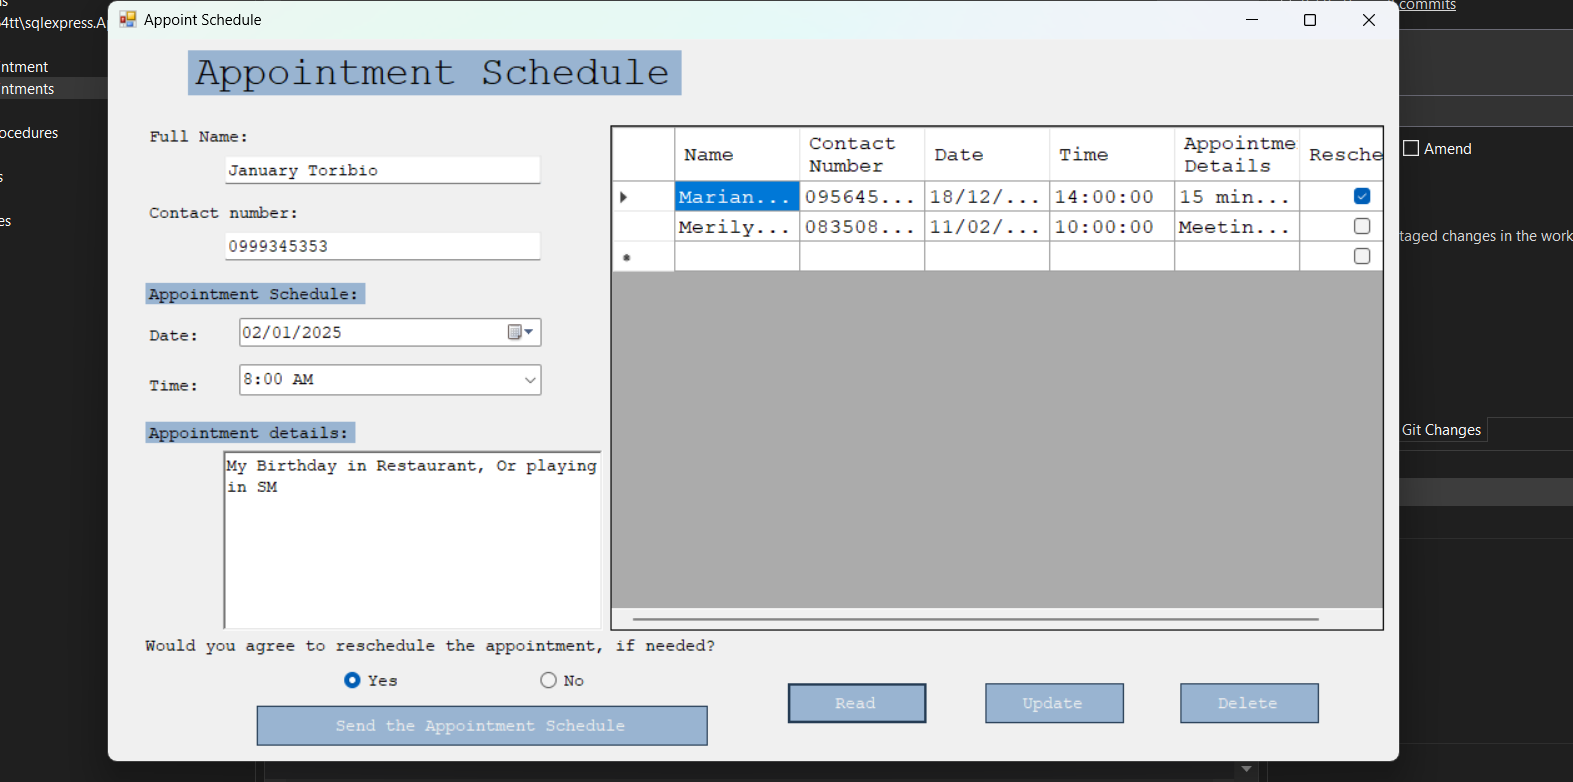 s
4tt\sqlexpress.Ap
ntment
ntments
ocedures
s
es
Appoint Schedule
Appointment Schedule
Full Name:
January Toribio
Contact number:
0999345353
Appointment Schedule:
Date:
02/01/2025
Time:
8:00 AM
Appointment details:
My Birthday in Restaurant, Or playing
in SM
Would you agree to reschedule the appointment, if needed?
Yes No
Send the Appointment Schedule
Name Contact Number Date Time Appointme Details Resche
Marian... 095645... 18/12/... 14:00:00 15 min...
Merily... 083508... 11/02/... 10:00:00 Meetin...
Read Update Delete
commits
Amend
taged changes in the work
Git Changes